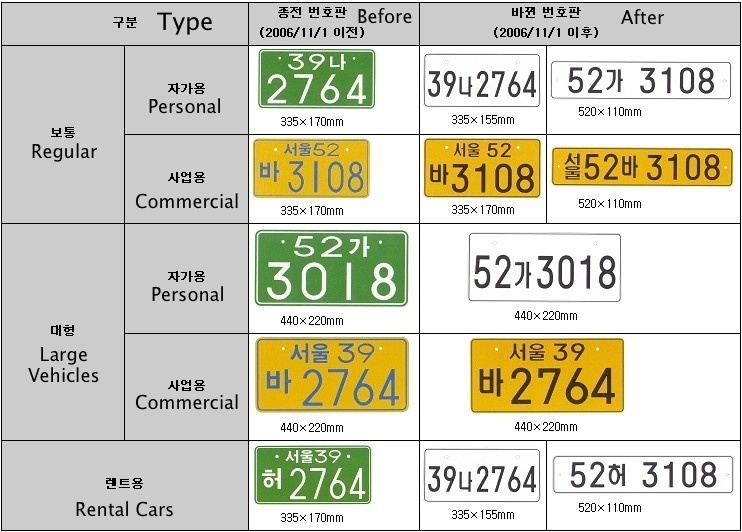 구분 Type
종전 번호판 Before
(2006/11/1 이전)
바뀐 번호판 After
(2006/11/1 이후)
보통
Regular
자가용
Personal
39나
2764
335×170mm
39나2764
335×155mm
52가 3108
520×110mm
사업용
Commercial
서울52
바3108
335×170mm
서울 52
바3108
335×170mm
서울52바 3108
520×110mm
대형
Large
Vehicles
자가용
Personal
52가
3018
440×220mm
52가3018
440×220mm
사업용
Commercial
서울 39
바 2764
440×220mm
서울 39
바2764
440×220mm
렌트용
Rental Cars
서울39
허2764
335×170mm
39나2764
335×155mm
52허 3108
520×110mm